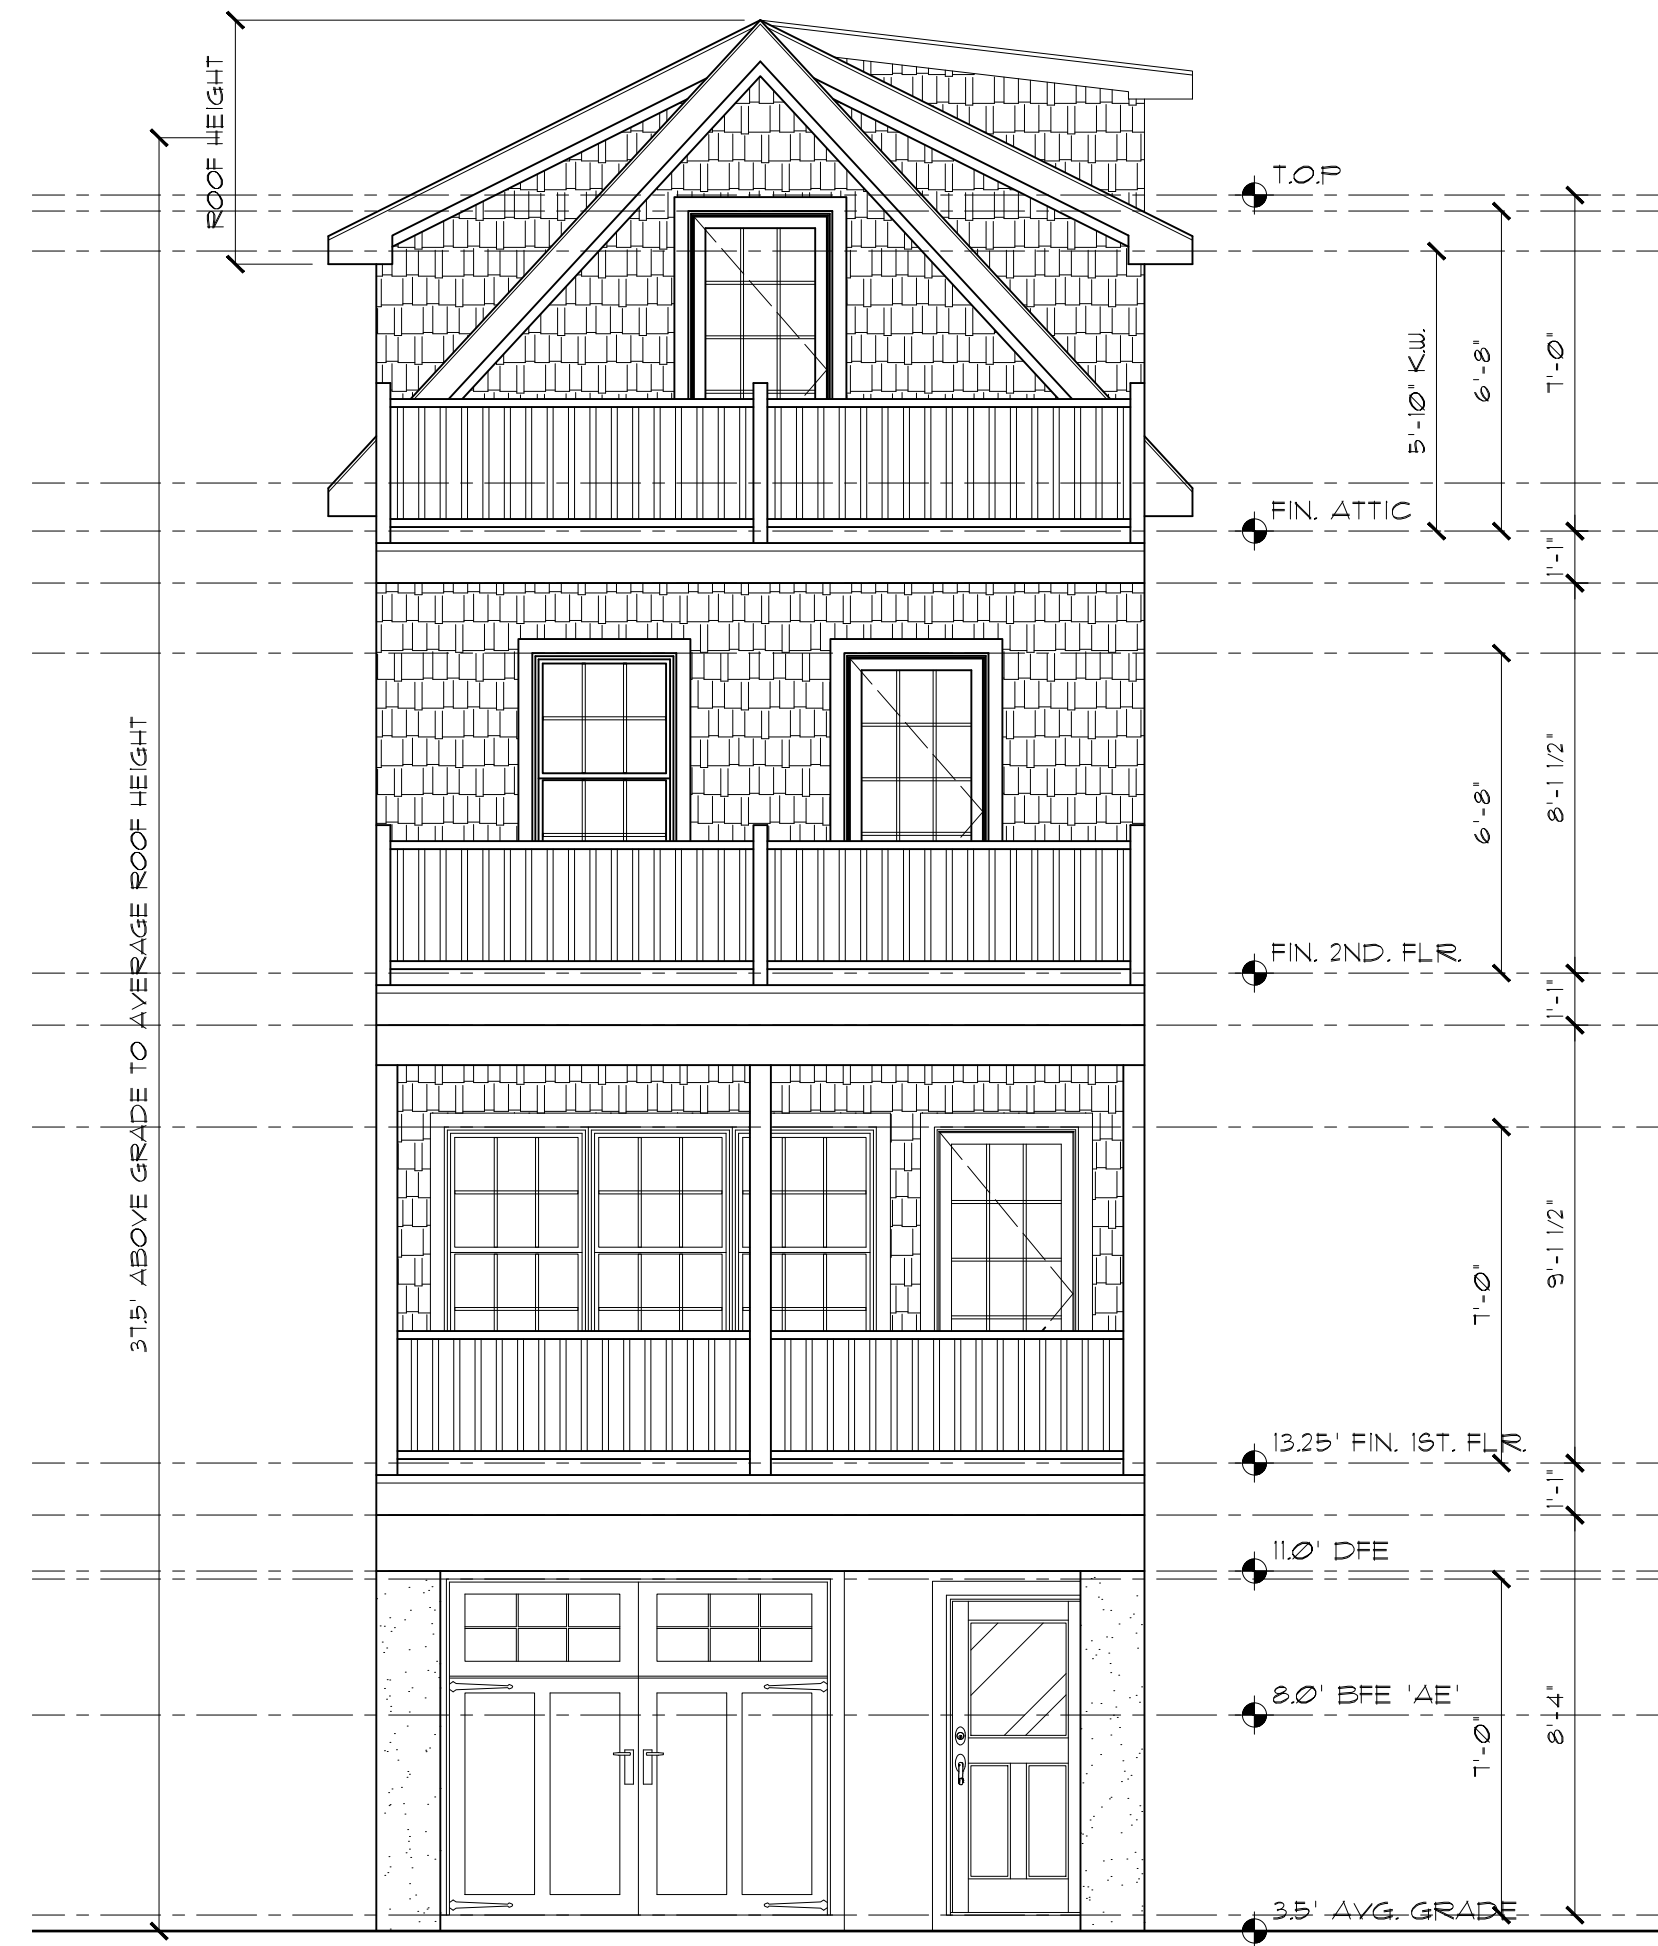 ROOF HEIGHT
37.5' ABOVE GRADE TO AVERAGE ROOF HEIGHT
T.O.P
5'-10" K.W.
6'-8"
7'-0"
FIN. ATTIC
1'-1"
6'-8"
8'-1 1/2"
FIN. 2ND. FLR.
1'-1"
7'-0"
9'-1 1/2"
13.25' FIN. 1ST. FLR.
1'-1"
11.0' DFE
8.0' BFE 'AE'
7'-0"
8'-4"
3.5' AVG. GRADE